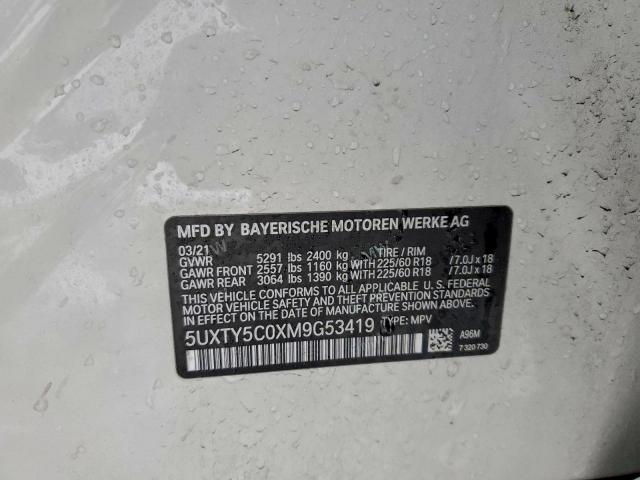 MFD BY BAYERISCHE MOTOREN WERKE AG
03/21 TIRE / RIM
GVWR 5291 lbs 2400 kg
GAWR FRONT 2557 lbs 1160 kg WITH 225/60 R18 / 7.0J x 18
GAWR REAR 3064 lbs 1390 kg WITH 225/60 R18 / 7.0J x 18
THIS VEHICLE CONFORMS TO ALL APPLICABLE U.S. FEDERAL
MOTOR VEHICLE SAFETY, BUMPER, AND THEFT PREVENTION
STANDARDS IN EFFECT ON THE DATE OF
MANUFACTURE SHOWN ABOVE.
5UXTY5C0XM9G53419 TYPE: MPV
A96M
7 320 730